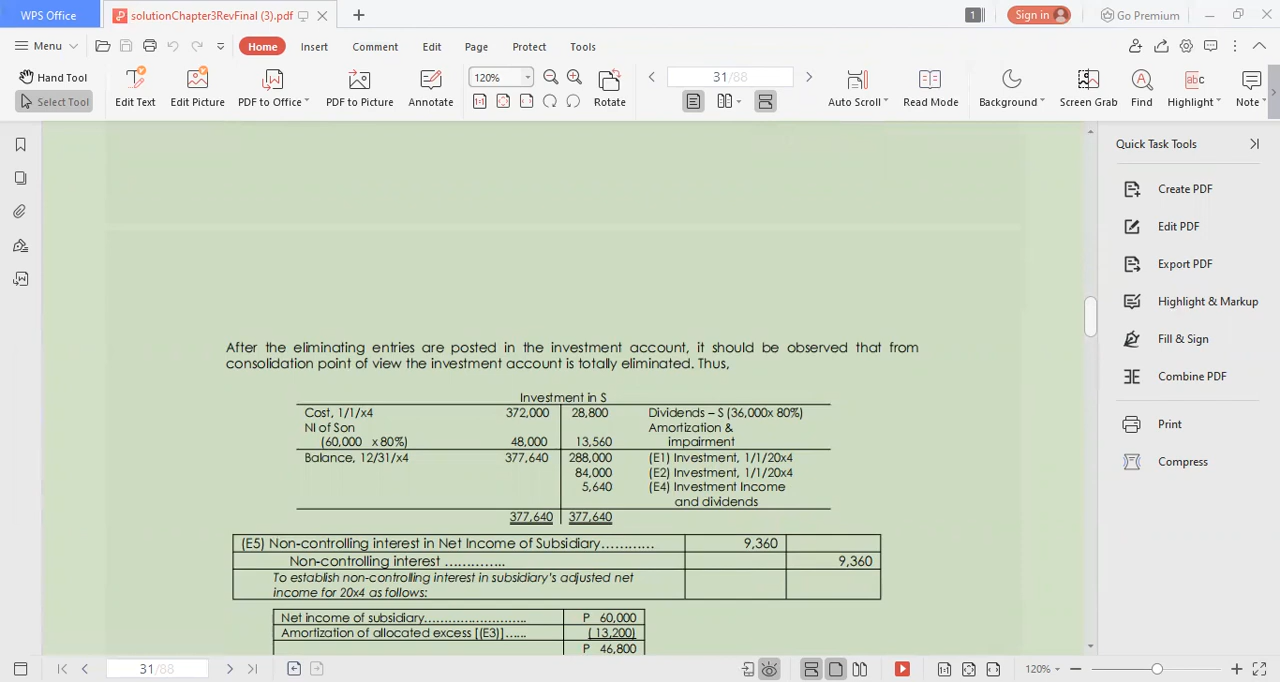 WPS Office
solutionChapter3RevFinal (3).pdf
1
Sign in
Go Premium
Menu
Home
Insert
Comment
Edit
Page
Protect
Tools
Hand Tool
Select Tool
Edit Text
Edit Picture
PDF to Office
PDF to Picture
Annotate
120%
Rotate
31/88
Auto Scroll
Read Mode
Background
Screen Grab
Find
Highlight
Note
Quick Task Tools
Create PDF
Edit PDF
Export PDF
Highlight & Markup
Fill & Sign
Combine PDF
Print
Compress
After the eliminating entries are posted in the investment account, it should be observed that from
consolidation point of view the investment account is totally eliminated. Thus,
Investment in S
Cost, 1/1/x4 372,000 28,800 Dividends – S (36,000x 80%)
NI of Son Amortization &
(60,000 x 80%) 48,000 13,560 impairment
Balance, 12/31/x4 377,640 288,000 (E1) Investment, 1/1/20x4
84,000 (E2) Investment, 1/1/20x4
5,640 (E4) Investment Income
and dividends
377,640 377,640
(E5) Non-controlling interest in Net Income of Subsidiary………… 9,360
Non-controlling interest ………….. 9,360
To establish non-controlling interest in subsidiary's adjusted net
income for 20x4 as follows:
Net income of subsidiary…………………….. P 60,000
Amortization of allocated excess [(E3)]…... ( 13,200)
P 46,800
31/88
120%